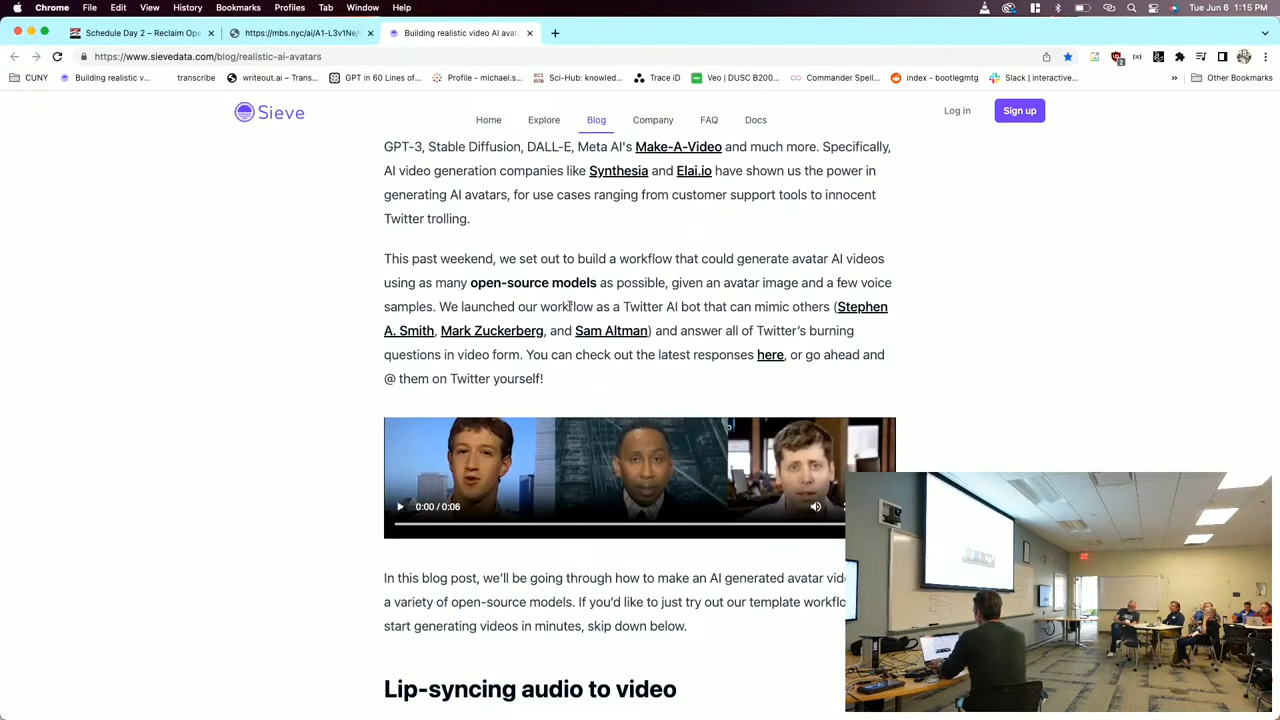 Chrome File Edit View History Bookmarks Profiles Tab Window Help
Tue Jun 6 1:15 PM
Schedule Day 2 – Reclaim Ope
https://mbs.nyc/ai/A1-L3v1Ne/
Building realistic video AI avat
https://www.sievedata.com/blog/realistic-ai-avatars
CUNY
Building realistic v...
transcribe
writeout.ai – Trans...
GPT in 60 Lines of...
Profile – michael.s...
Sci-Hub: knowled...
Trace iD
Veo | DUSC B200...
Commander Spell...
index - bootlegmtg
Slack | interactive...
»
Other Bookmarks
Sieve
Home Explore Blog Company FAQ Docs
Log in
Sign up
GPT-3, Stable Diffusion, DALL-E, Meta AI's Make-A-Video and much more. Specifically,
AI video generation companies like Synthesia and Elai.io have shown us the power in
generating AI avatars, for use cases ranging from customer support tools to innocent
Twitter trolling.
This past weekend, we set out to build a workflow that could generate avatar AI videos
using as many open-source models as possible, given an avatar image and a few voice
samples. We launched our workflow as a Twitter AI bot that can mimic others (Stephen
A. Smith, Mark Zuckerberg, and Sam Altman) and answer all of Twitter's burning
questions in video form. You can check out the latest responses here, or go ahead and
@ them on Twitter yourself!
0:00 / 0:06
In this blog post, we'll be going through how to make an AI generated avatar vid
a variety of open-source models. If you'd like to just try out our template workflo
start generating videos in minutes, skip down below.
Lip-syncing audio to video